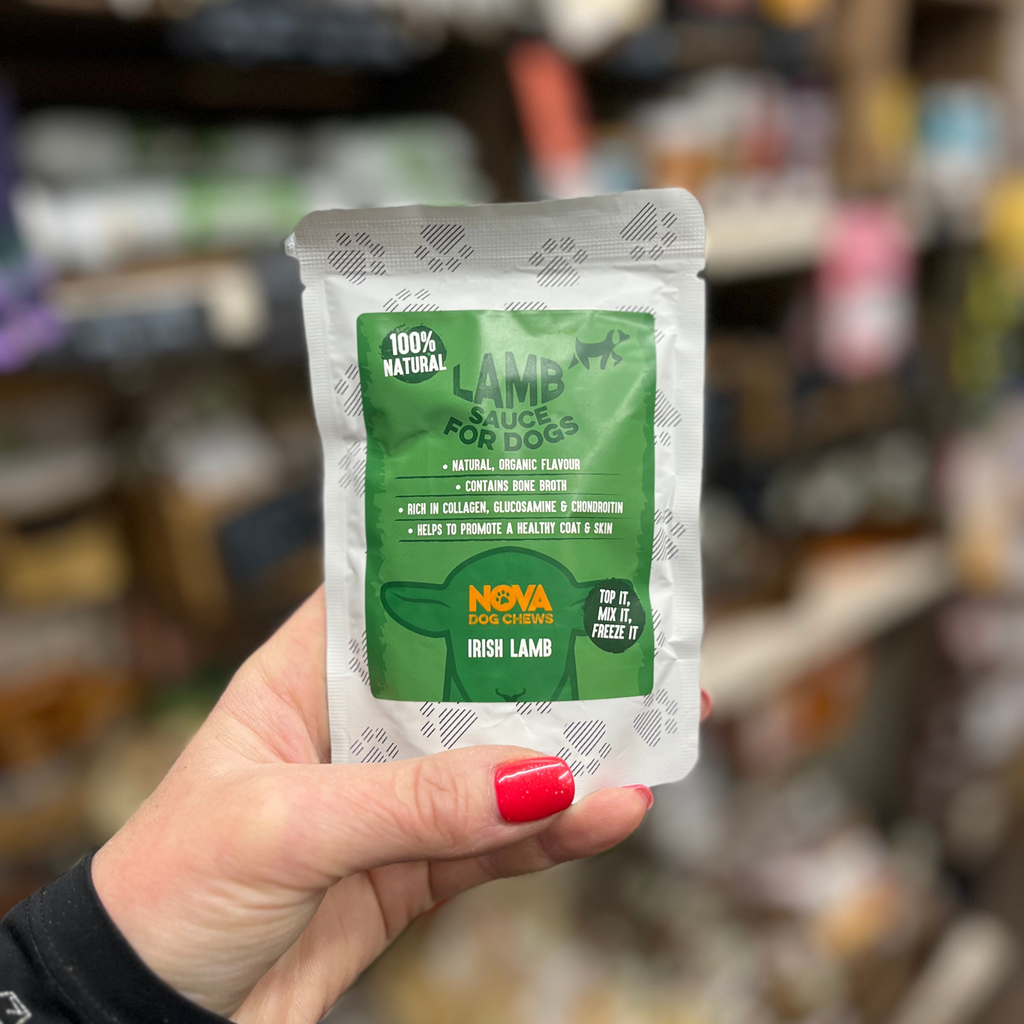 100%
NATURAL
LAMB
SAUCE
FOR DOGS
• NATURAL, ORGANIC FLAVOUR
• CONTAINS BONE BROTH
• RICH IN COLLAGEN, GLUCOSAMINE & CHONDROITIN
• HELPS TO PROMOTE A HEALTHY COAT & SKIN
NOVA
DOG CHEWS
IRISH LAMB
TOP IT,
MIX IT,
FREEZE IT